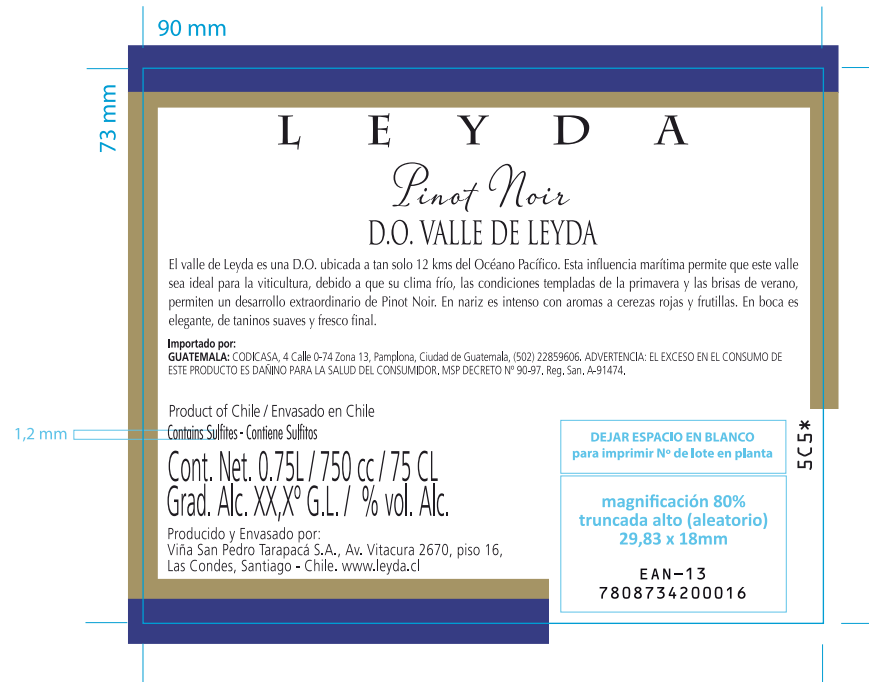 90 mm
73 mm
LEYDA
Pinot Noir
D.O. VALLE DE LEYDA
El valle de Leyda es una D.O. ubicada a tan solo 12 kms del Océano Pacífico. Esta influencia marítima permite que este valle
sea ideal para la viticultura, debido a que su clima frío, las condiciones templadas de la primavera y las brisas de verano,
permiten un desarrollo extraordinario de Pinot Noir. En nariz es intenso con aromas a cerezas rojas y frutillas. En boca es
elegante, de taninos suaves y fresco final.
Importado por:
GUATEMALA: CODICASA, 4 Calle 0-74 Zona 13, Pamplona, Ciudad de Guatemala, (502) 22859606. ADVERTENCIA: EL EXCESO EN EL CONSUMO DE
ESTE PRODUCTO ES DAÑINO PARA LA SALUD DEL CONSUMIDOR. MSP DECRETO Nº 90-97. Reg. San. A-91474.
Product of Chile / Envasado en Chile
1,2 mm
Contains Sulfites - Contiene Sulfitos
Cont. Net. 0.75L / 750 cc / 75 CL
Grad. Alc. XX,Xº G.L. / % vol. Alc.
Producido y Envasado por:
Viña San Pedro Tarapacá S.A., Av. Vitacura 2670, piso 16,
Las Condes, Santiago - Chile. www.leyda.cl
DEJAR ESPACIO EN BLANCO
para imprimir Nº de lote en planta
5C5*
magnificación 80%
truncada alto (aleatorio)
29,83 x 18mm
EAN-13
7808734200016